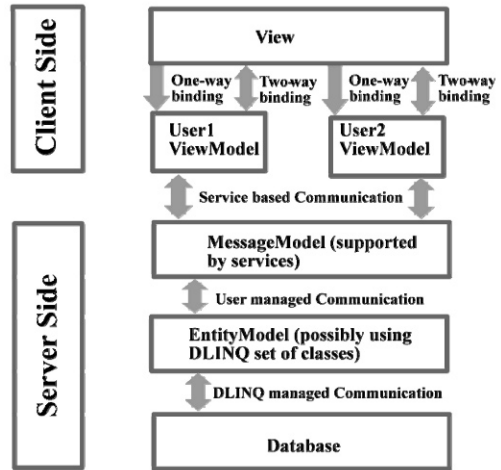 Client Side
View
One-way
binding
Two-way
binding
One-way
binding
Two-way
binding
User1
ViewModel
User2
ViewModel
Service based Communication
Server Side
MessageModel (supported
by services)
User managed Communication
EntityModel (possibly using
DLINQ set of classes)
DLINQ managed Communication
Database